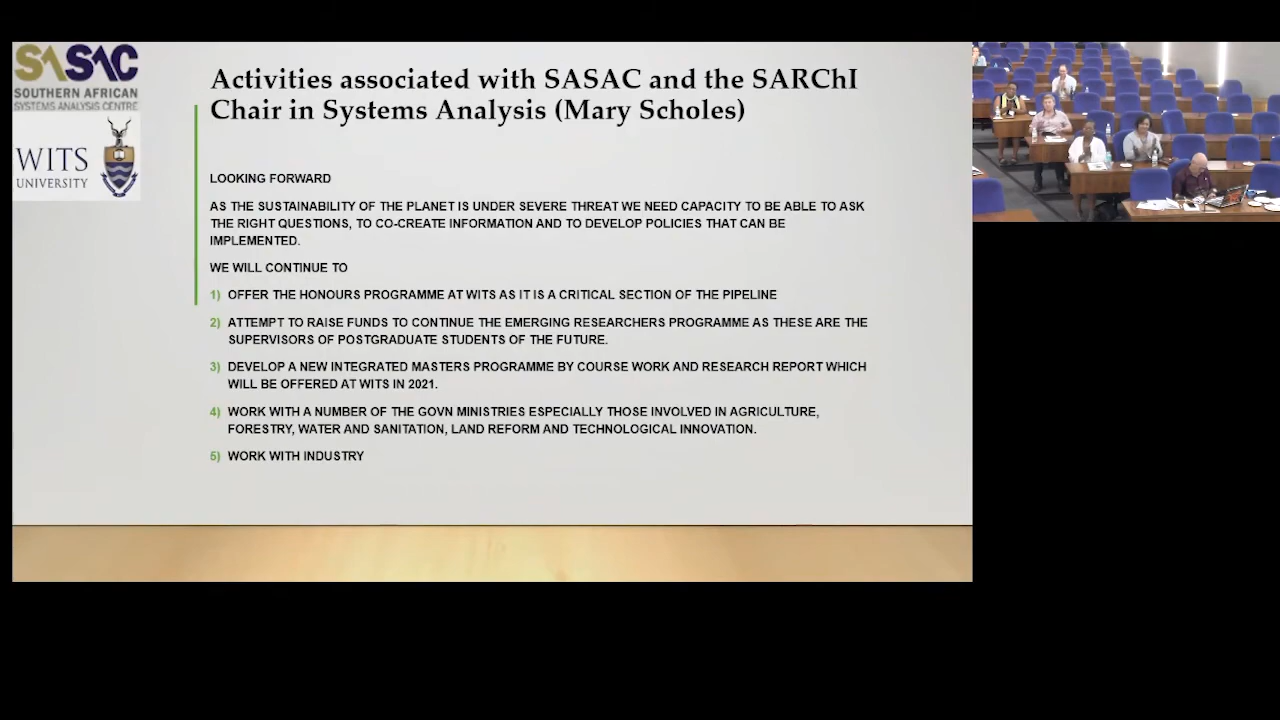 SASAC
SOUTHERN AFRICAN
SYSTEMS ANALYSIS CENTRE
WITS
UNIVERSITY
Activities associated with SASAC and the SARChI
Chair in Systems Analysis (Mary Scholes)
LOOKING FORWARD
AS THE SUSTAINABILITY OF THE PLANET IS UNDER SEVERE THREAT WE NEED CAPACITY TO BE ABLE TO ASK
THE RIGHT QUESTIONS, TO CO-CREATE INFORMATION AND TO DEVELOP POLICIES THAT CAN BE
IMPLEMENTED.
WE WILL CONTINUE TO
1) OFFER THE HONOURS PROGRAMME AT WITS AS IT IS A CRITICAL SECTION OF THE PIPELINE
2) ATTEMPT TO RAISE FUNDS TO CONTINUE THE EMERGING RESEARCHERS PROGRAMME AS THESE ARE THE
SUPERVISORS OF POSTGRADUATE STUDENTS OF THE FUTURE.
3) DEVELOP A NEW INTEGRATED MASTERS PROGRAMME BY COURSE WORK AND RESEARCH REPORT WHICH
WILL BE OFFERED AT WITS IN 2021.
4) WORK WITH A NUMBER OF THE GOVN MINISTRIES ESPECIALLY THOSE INVOLVED IN AGRICULTURE,
FORESTRY, WATER AND SANITATION, LAND REFORM AND TECHNOLOGICAL INNOVATION.
5) WORK WITH INDUSTRY